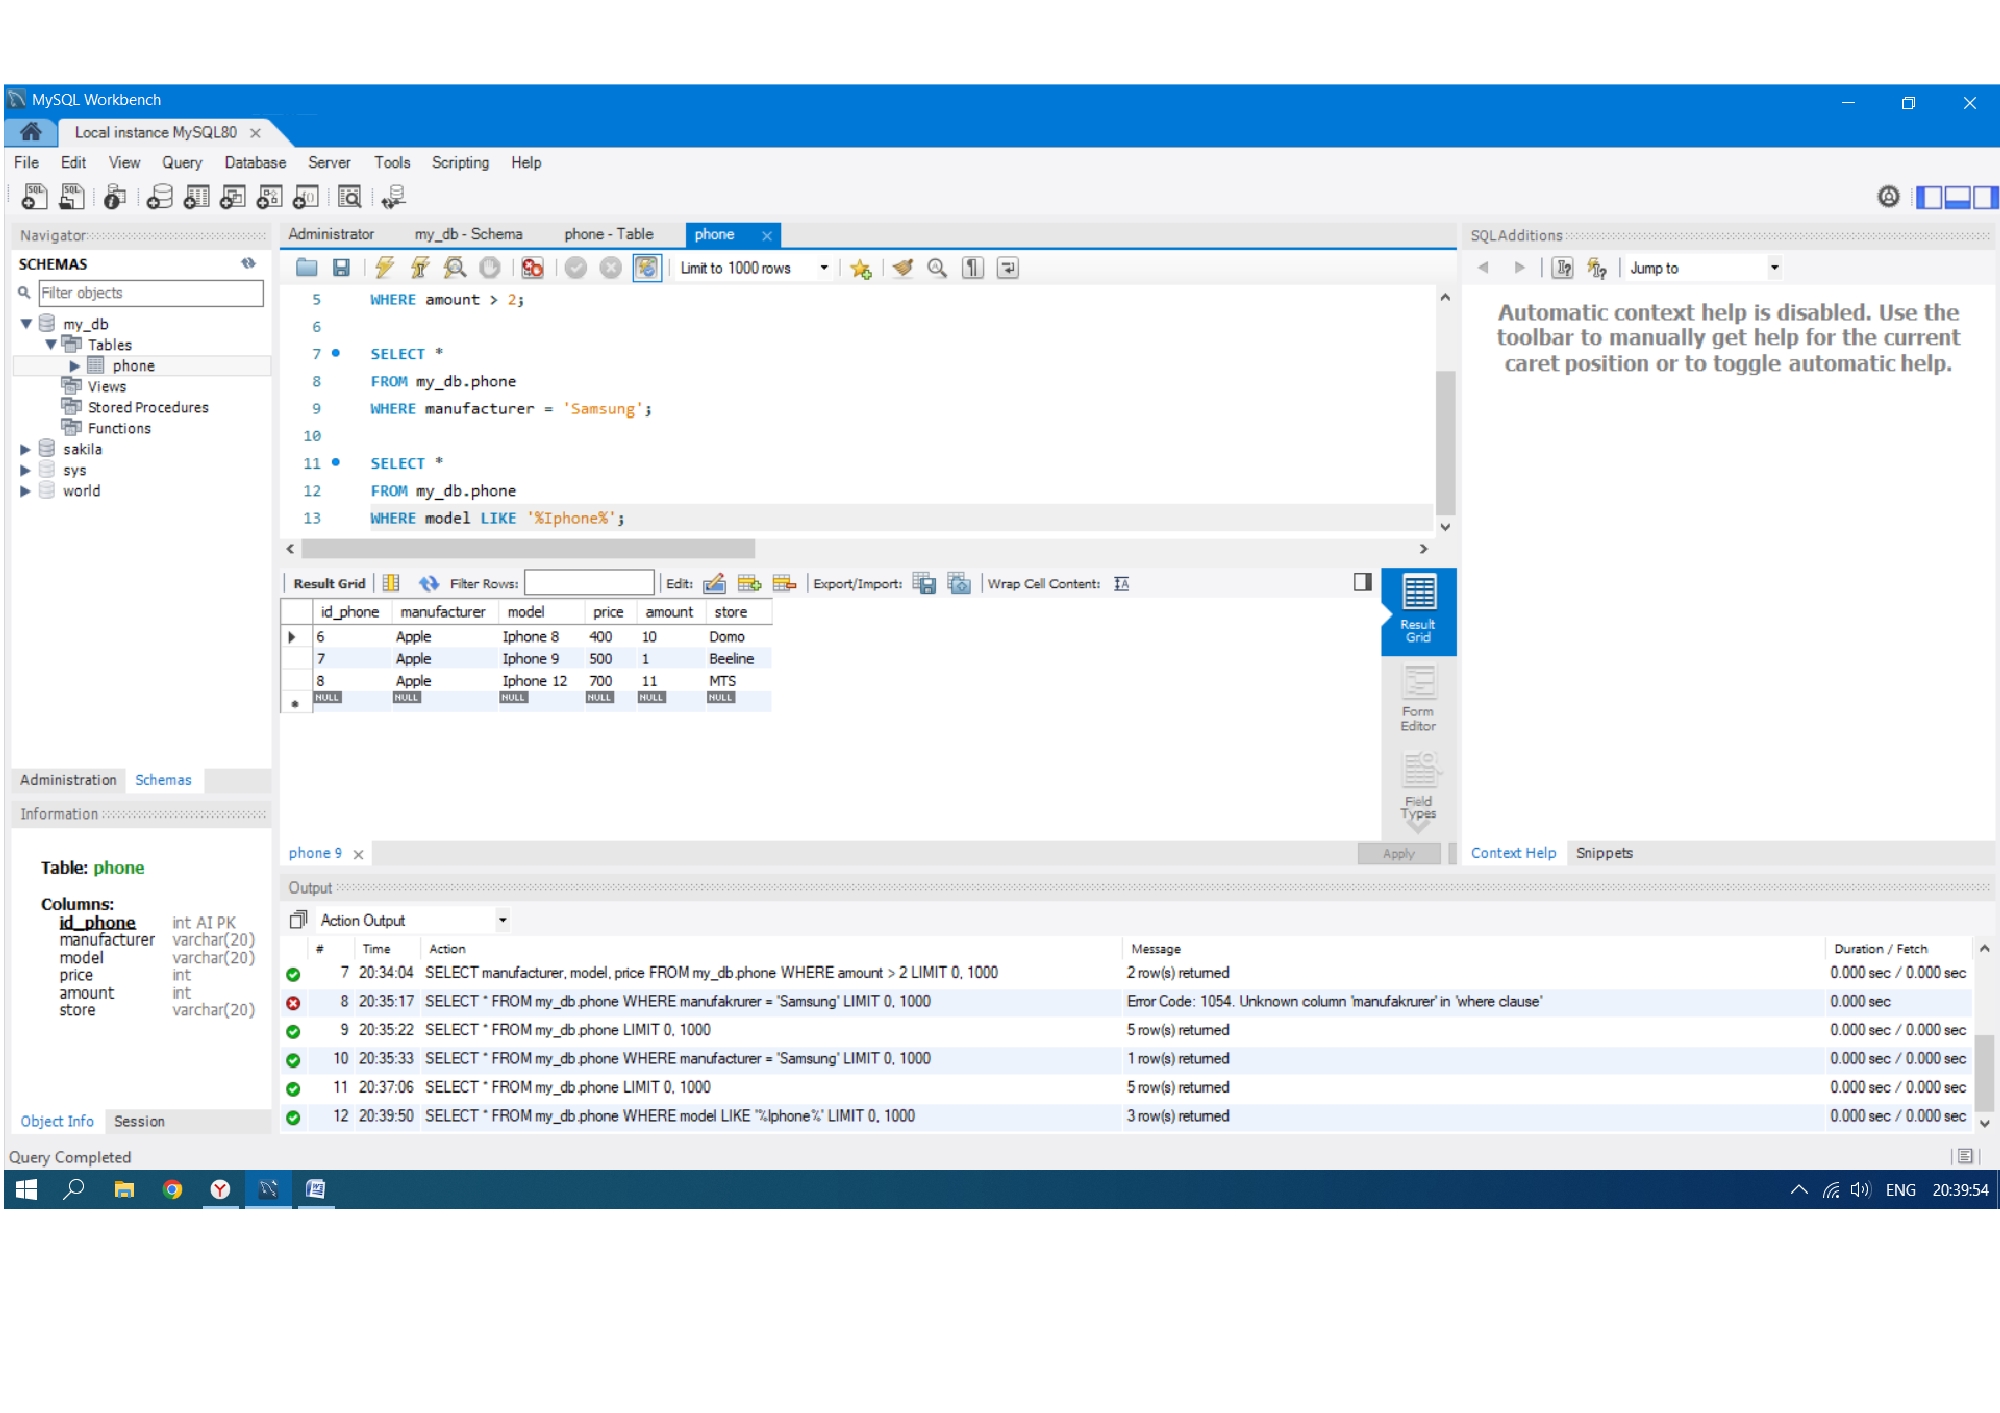 MySQL Workbench
Local instance MySQL80
File Edit View Query Database Server Tools Scripting Help
Navigator
SCHEMAS
Filter objects
my_db
Tables
phone
Views
Stored Procedures
Functions
sakila
sys
world
Administration Schemas
Information
Table: phone
Columns:
id_phone int AI PK
manufacturer varchar(20)
model varchar(20)
price int
amount int
store varchar(20)
Object Info Session
Administrator my_db - Schema phone - Table phone
Limit to 1000 rows
5 WHERE amount > 2;
6
7 SELECT *
8 FROM my_db.phone
9 WHERE manufacturer = 'Samsung';
10
11 SELECT *
12 FROM my_db.phone
13 WHERE model LIKE '%Iphone%';
Result Grid Filter Rows: Edit: Export/Import: Wrap Cell Content:
id_phone manufacturer model price amount store
6 Apple Iphone 8 400 10 Domo
7 Apple Iphone 9 500 1 Beeline
8 Apple Iphone 12 700 11 MTS
NULL NULL NULL NULL NULL NULL
Result Grid
Form Editor
Field Types
phone 9
Apply
SQLAdditions
Jump to
Automatic context help is disabled. Use the
toolbar to manually get help for the current
caret position or to toggle automatic help.
Context Help Snippets
Output
Action Output
# Time Action Message Duration / Fetch
7 20:34:04 SELECT manufacturer, model, price FROM my_db.phone WHERE amount > 2 LIMIT 0, 1000 2 row(s) returned 0.000 sec / 0.000 sec
8 20:35:17 SELECT * FROM my_db.phone WHERE manufakrurer = 'Samsung' LIMIT 0, 1000 Error Code: 1054. Unknown column 'manufakrurer' in 'where clause' 0.000 sec
9 20:35:22 SELECT * FROM my_db.phone LIMIT 0, 1000 5 row(s) returned 0.000 sec / 0.000 sec
10 20:35:33 SELECT * FROM my_db.phone WHERE manufacturer = 'Samsung' LIMIT 0, 1000 1 row(s) returned 0.000 sec / 0.000 sec
11 20:37:06 SELECT * FROM my_db.phone LIMIT 0, 1000 5 row(s) returned 0.000 sec / 0.000 sec
12 20:39:50 SELECT * FROM my_db.phone WHERE model LIKE '%Iphone%' LIMIT 0, 1000 3 row(s) returned 0.000 sec / 0.000 sec
Query Completed
ENG 20:39:54